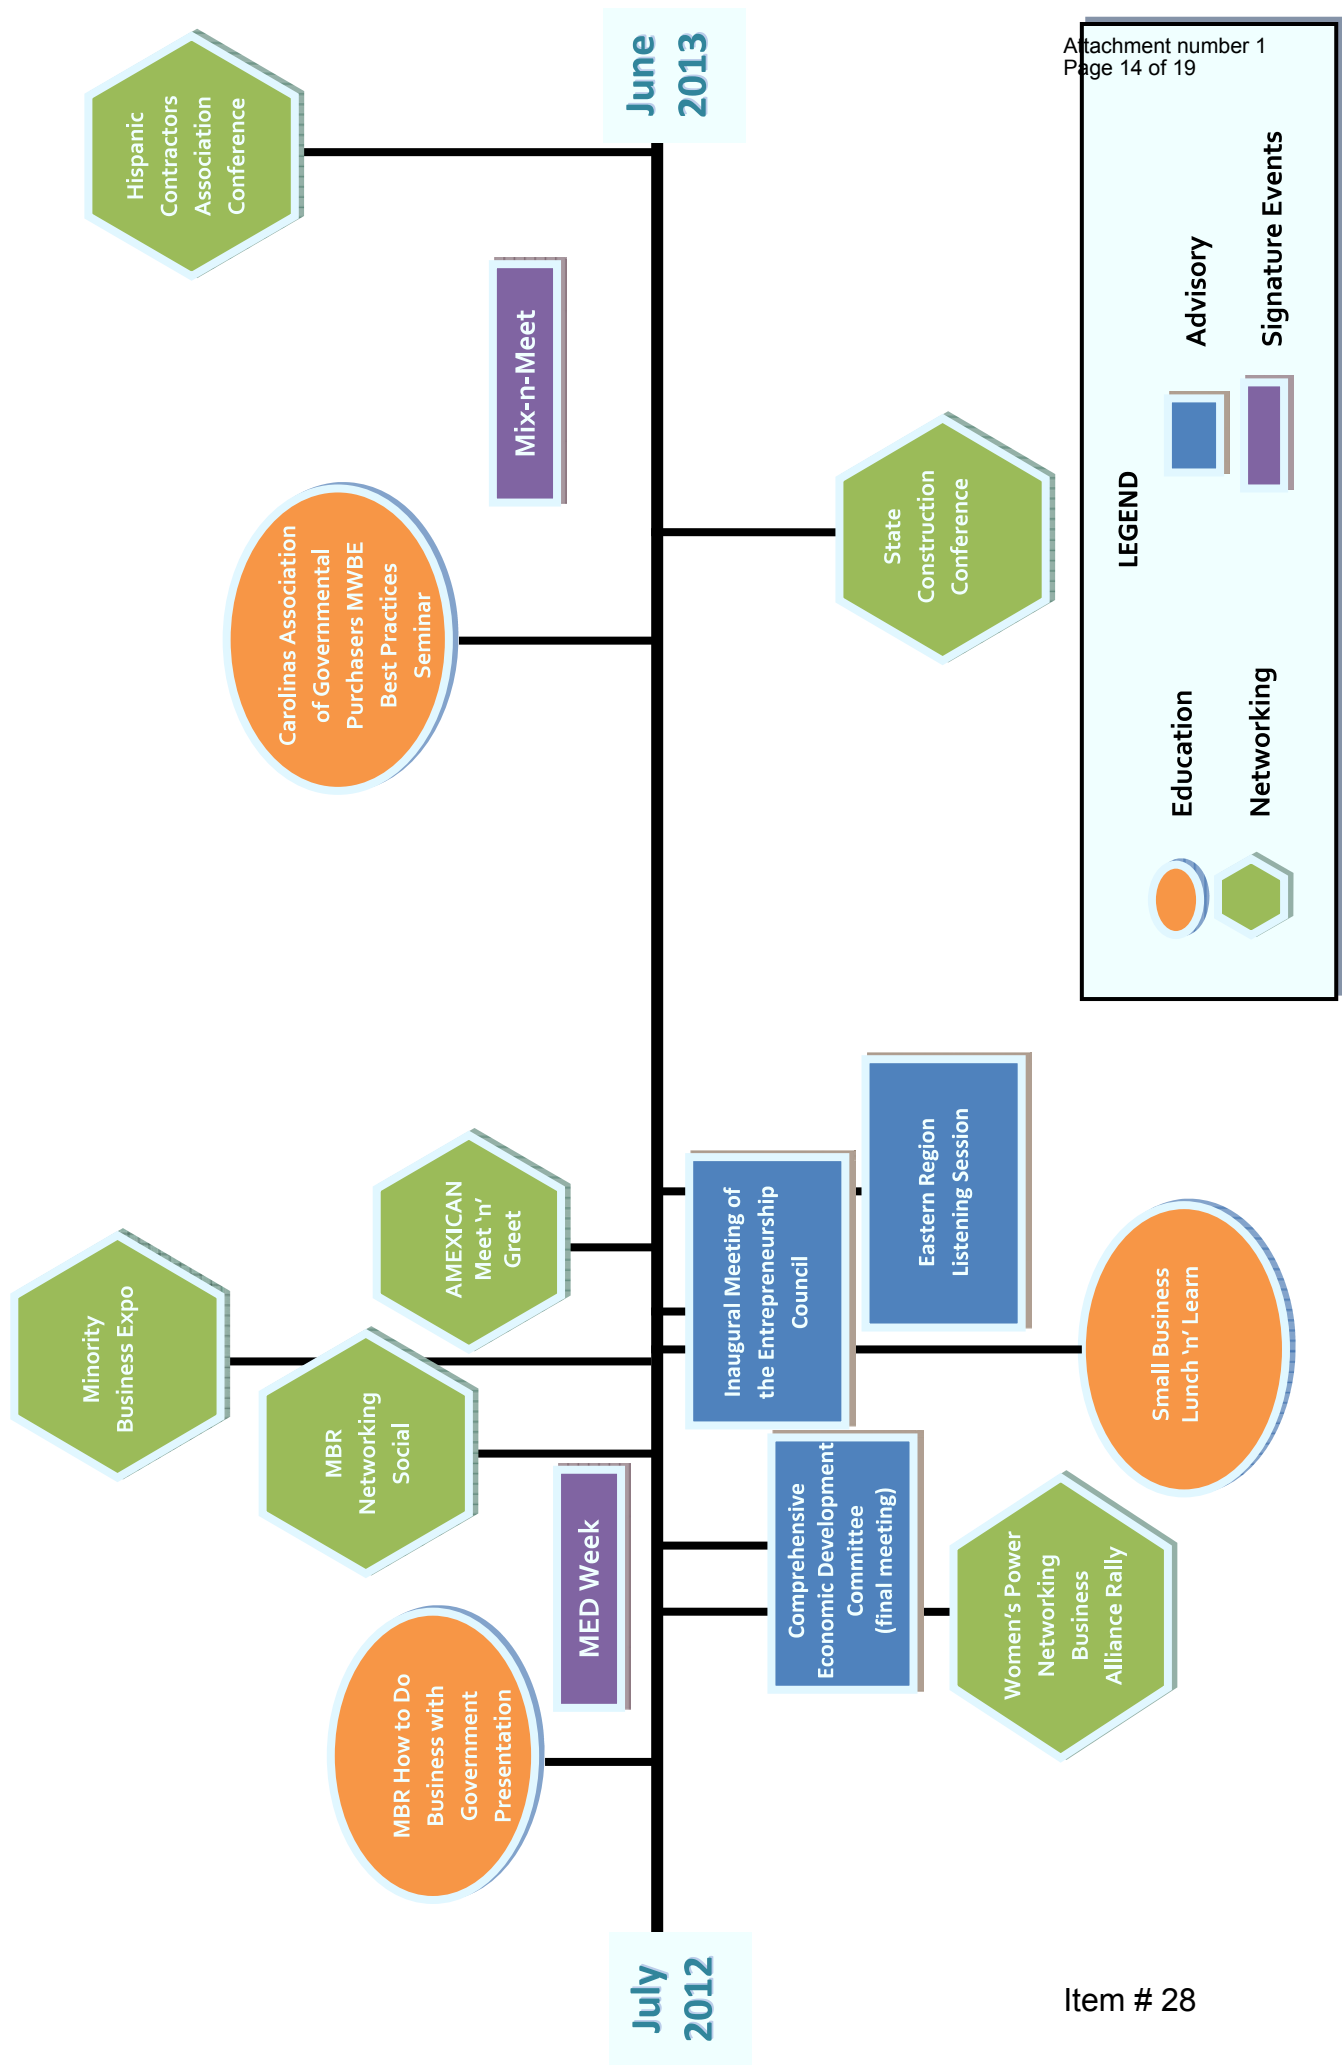 Attachment number 1
Page 14 of 19
July
2012
June
2013
MBR How to Do
Business with
Government
Presentation
MED Week
MBR
Networking
Social
Minority
Business Expo
AMEXICAN
Meet ‘n’
Greet
Carolinas Association
of Governmental
Purchasers MWBE
Best Practices
Seminar
Mix-n-Meet
Hispanic
Contractors
Association
Conference
Comprehensive
Economic Development
Committee
(final meeting)
Women’s Power
Networking
Business
Alliance Rally
Inaugural Meeting of
the Entrepreneurship
Council
Small Business
Lunch ‘n’ Learn
Eastern Region
Listening Session
State
Construction
Conference
LEGEND
Education
Advisory
Networking
Signature Events
Item # 28